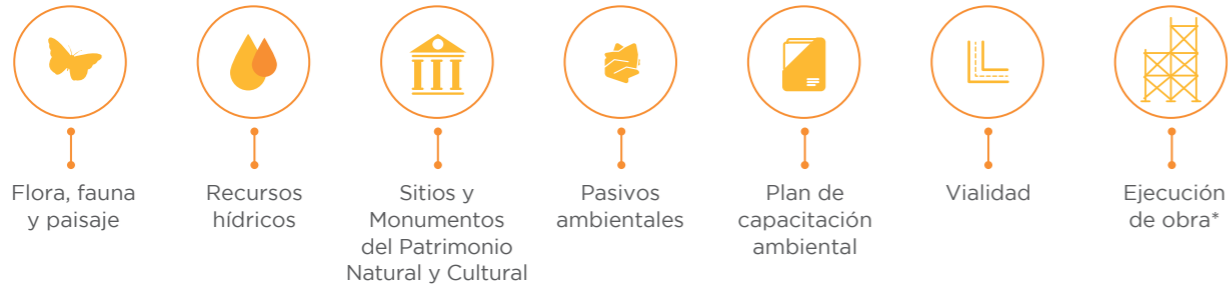 Flora, fauna
y paisaje
Recursos
hídricos
Sitios y
Monumentos
del Patrimonio
Natural y Cultural
Pasivos
ambientales
Plan de
capacitación
ambiental
Vialidad
Ejecución
de obra*